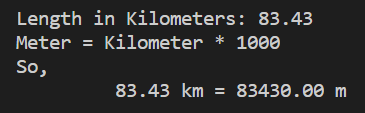 Length in Kilometers: 83.43
Meter = Kilometer * 1000
So,
83.43 km = 83430.00 m